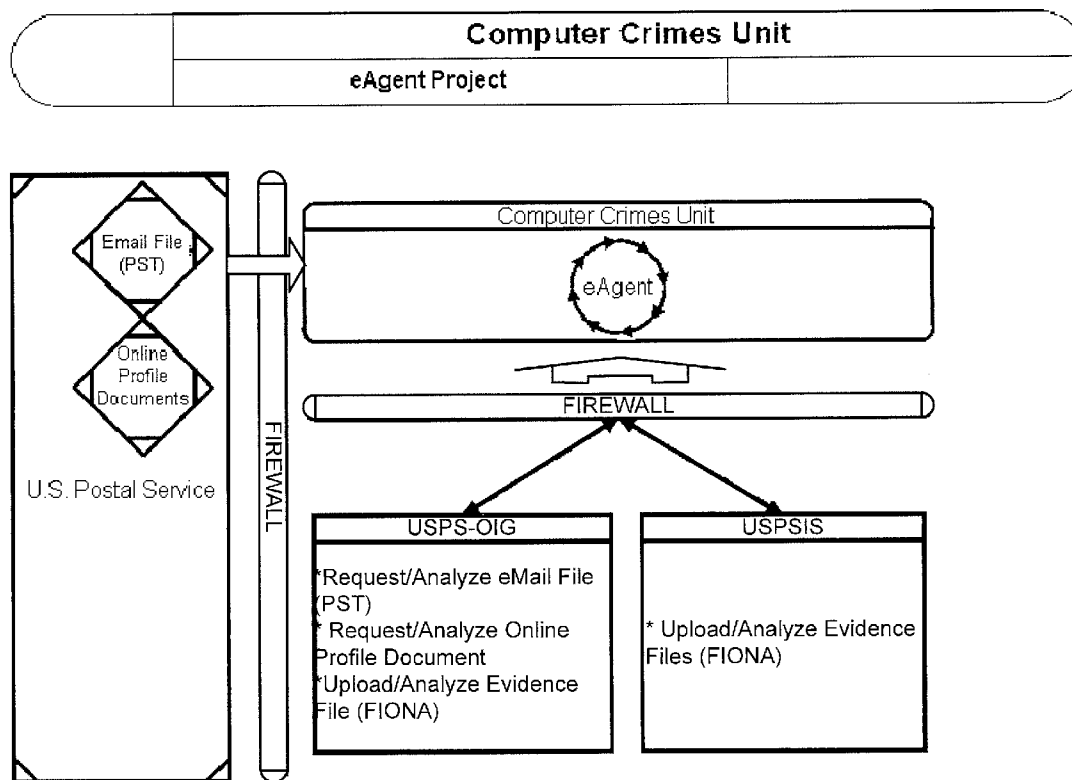 Computer Crimes Unit
eAgent Project
Email File
(PST)
Online
Profile
Documents
U.S. Postal Service
FIREWALL
Computer Crimes Unit
eAgent
FIREWALL
USPS-OIG
*Request/Analyze eMail File
(PST)
* Request/Analyze Online
Profile Document
*Upload/Analyze Evidence
File (FIONA)
USPSIS
* Upload/Analyze Evidence
Files (FIONA)